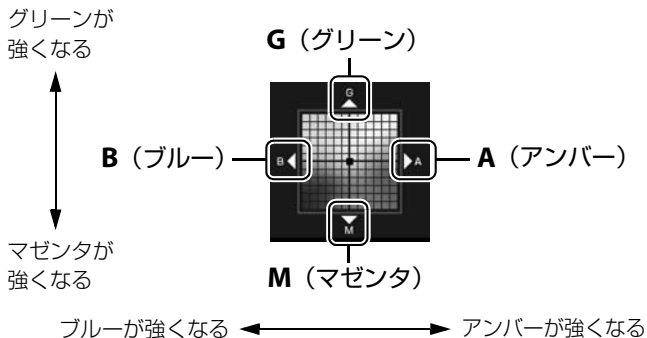 グリーンが
強くなる
G（グリーン）
G
B（ブルー）
B
A
A（アンバー）
M
マゼンタが
強くなる
M（マゼンタ）
ブルーが強くなる
アンバーが強くなる